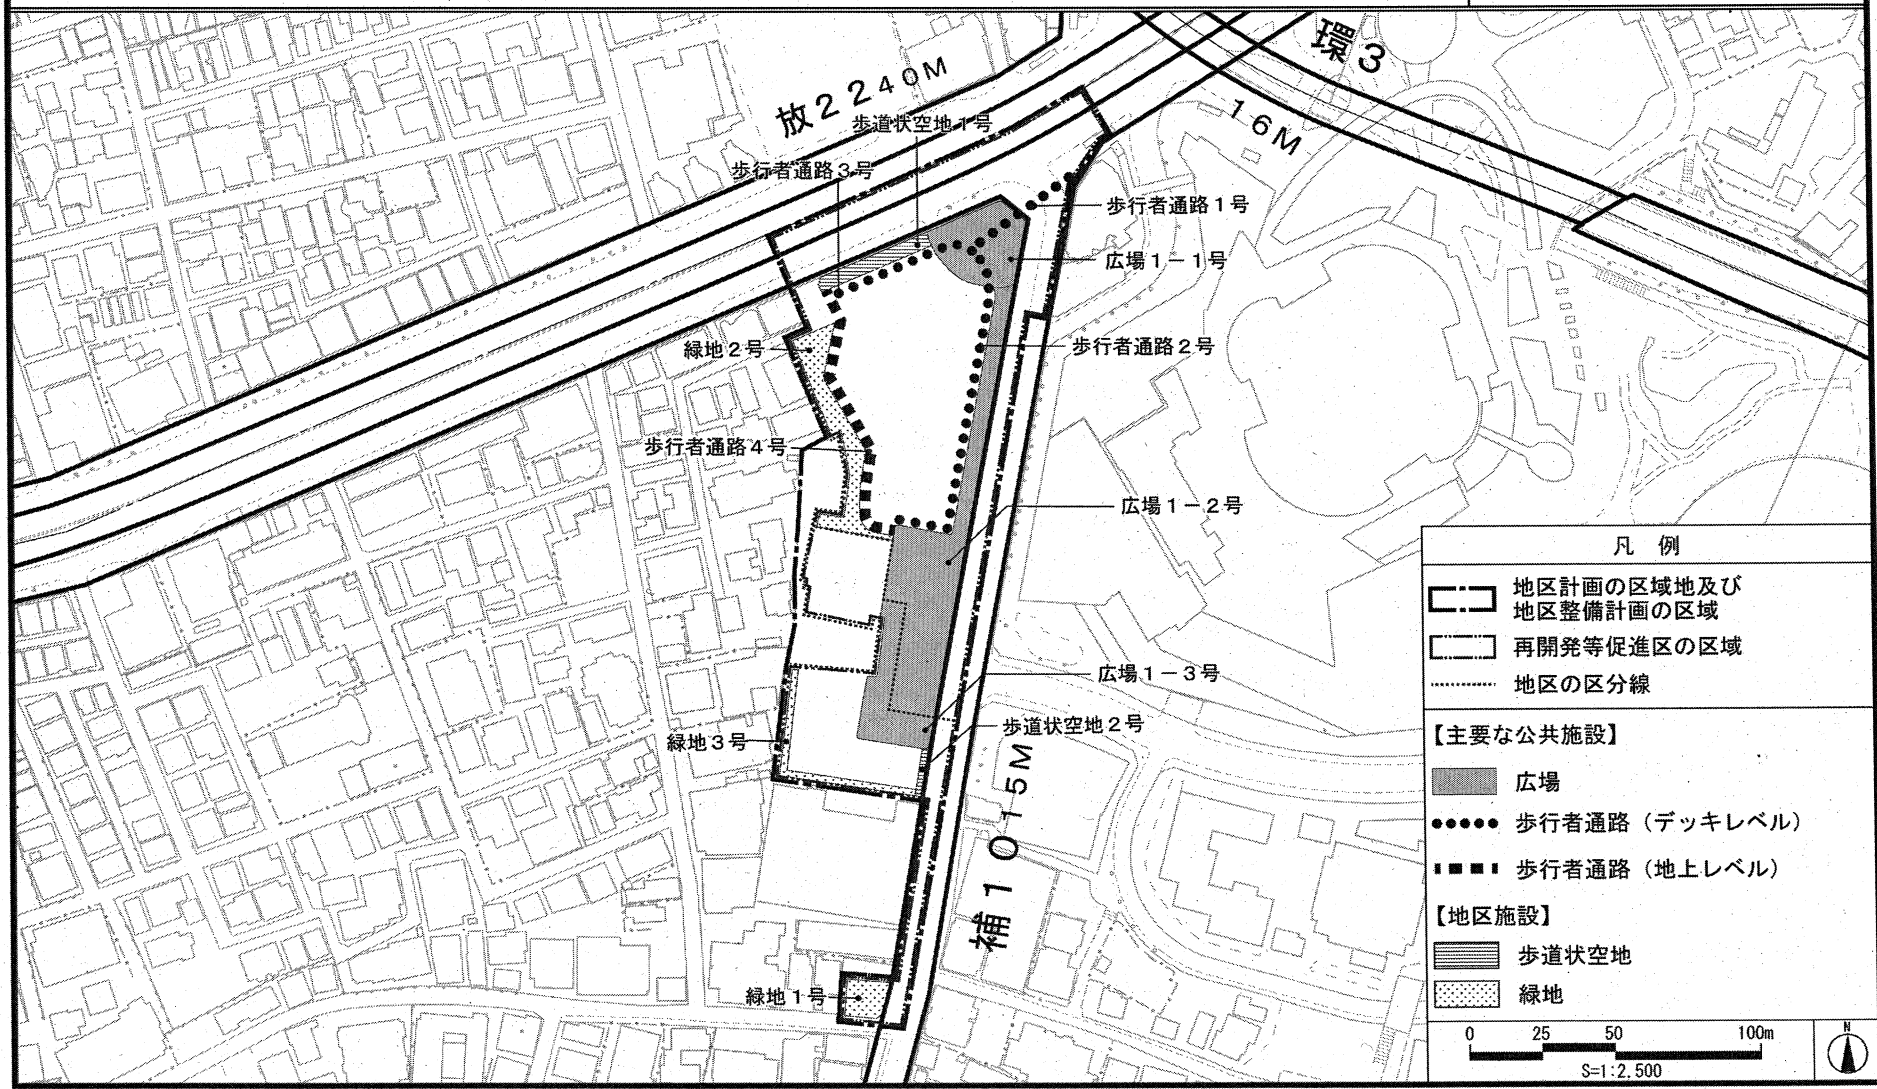 環3
16M
放22 40M
歩道状空地1号
歩行者通路3号
歩行者通路1号
広場1-1号
緑地2号
歩行者通路2号
歩行者通路4号
広場1-2号
広場1-3号
歩道状空地2号
緑地3号
補101 5M
緑地1号
凡 例
地区計画の区域地及び
地区整備計画の区域
再開発等促進区の区域
地区の区分線
【主要な公共施設】
広場
歩行者通路(デッキレベル)
歩行者通路(地上レベル)
【地区施設】
歩道状空地
緑地
0 25 50 100m
S=1:2,500
N